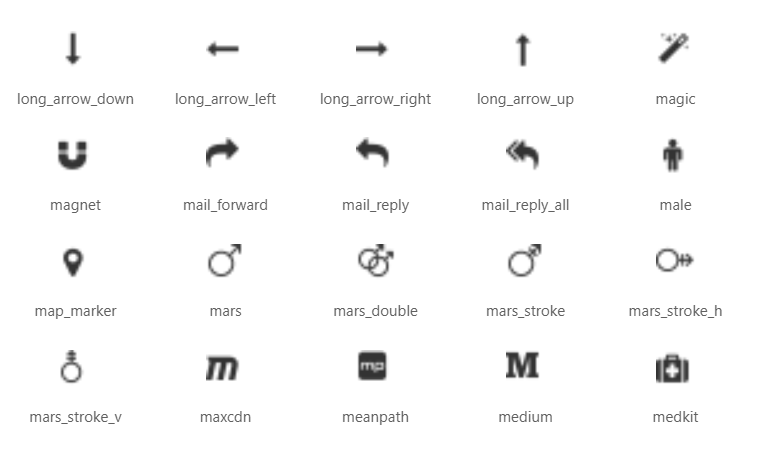 long_arrow_down long_arrow_left long_arrow_right long_arrow_up magic
magnet mail_forward mail_reply mail_reply_all male
map_marker mars mars_double mars_stroke mars_stroke_h
m mp M
mars_stroke_v maxcdn meanpath medium medkit